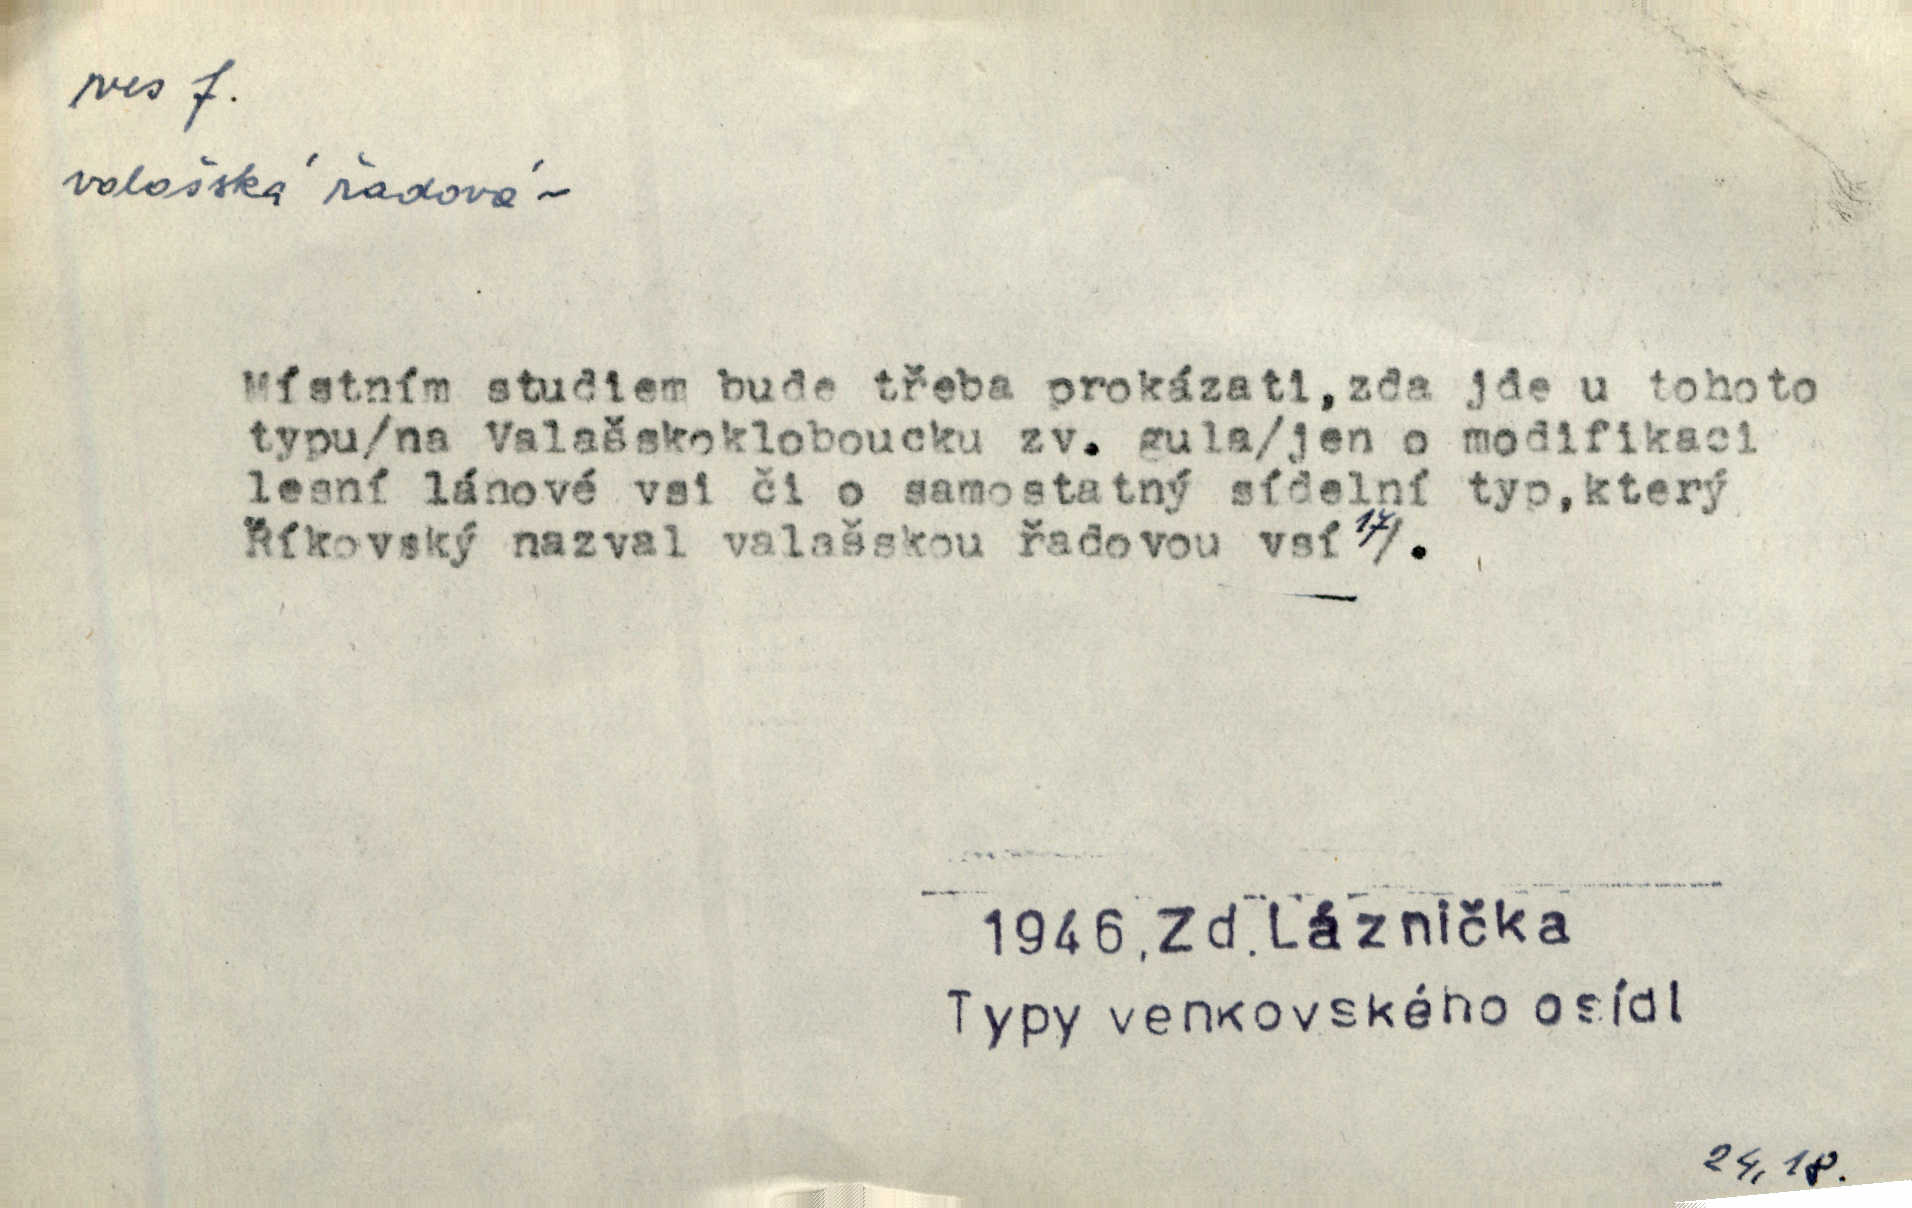 ves f.
valašská řadová ~
Místním studiem bude třeba prokázati,zda jde u tohoto
typu/na Valašskokloboucku zv. gula/jen o modifikaci
lesní lánové vsi či o samostatný sídelní typ,který
Říkovský nazval valašskou řadovou vsí 17/.
1946,Zd.Láznička
Typy venkovského osídl
24, 18.